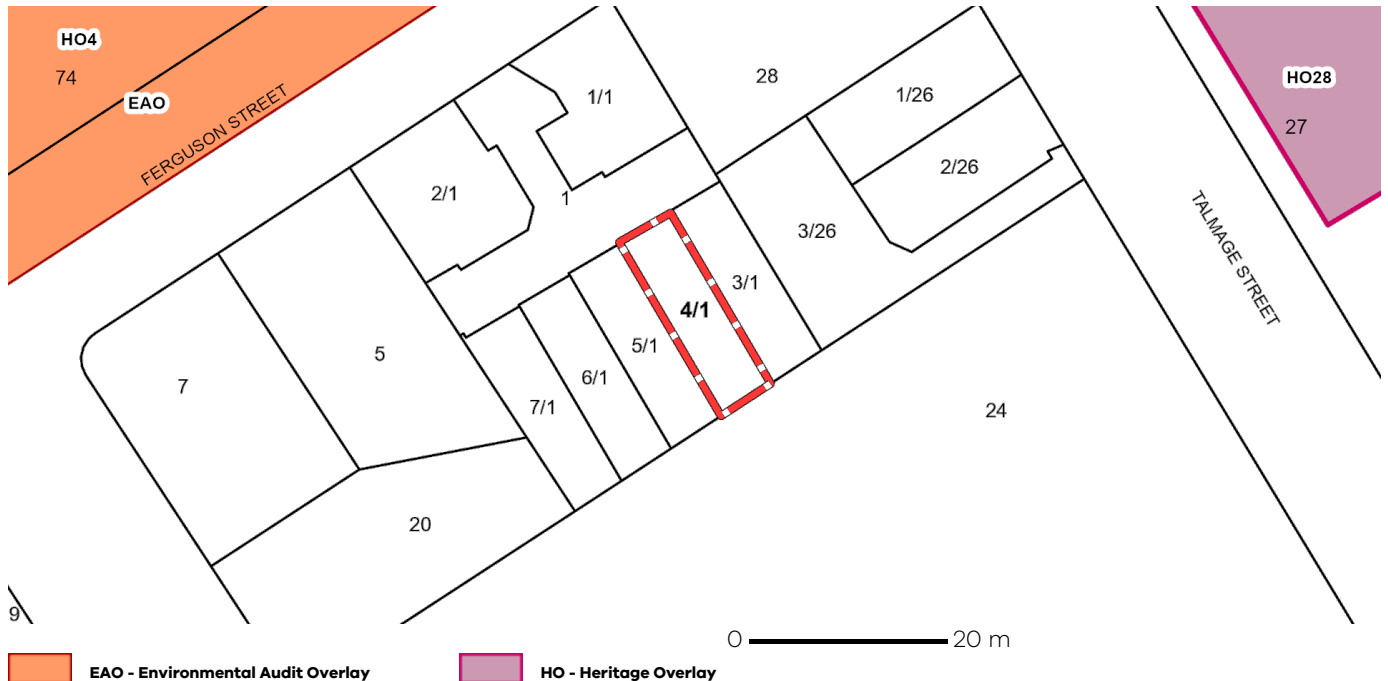 HO4
74
EAO
FERGUSON STREET
28
1/1
1/26
HO28
27
2/1
1
2/26
TALMAGE STREET
3/26
3/1
4/1
5/1
5
6/1
7
7/1
24
20
9
0 20 m
EAO - Environmental Audit Overlay
HO - Heritage Overlay